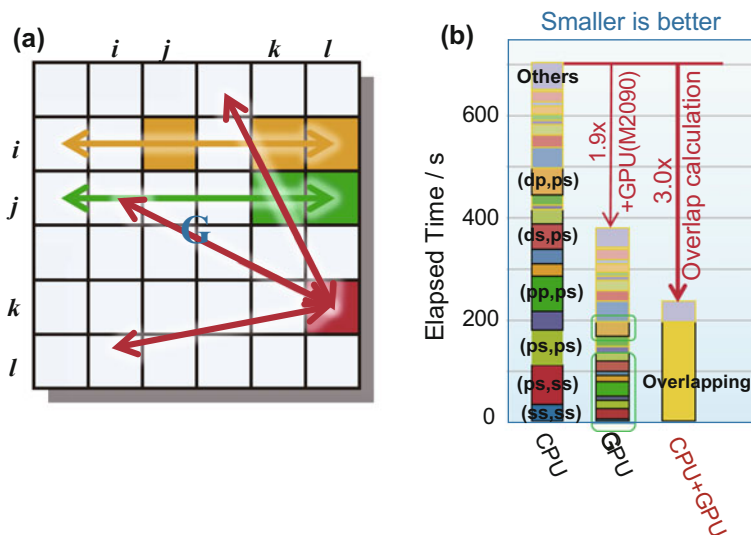 (a)
i j k l
i
j
G
k
l
(b)
Smaller is better
Elapsed Time / s
600
400
200
0
Others
(dp,ps)
(ds,ps)
(pp,ps)
(ps,ps)
(ps,ss)
(ss,ss)
1.9x
+GPU(M2090)
3.0x
Overlap calculation
Overlapping
CPU
GPU
CPU+GPU